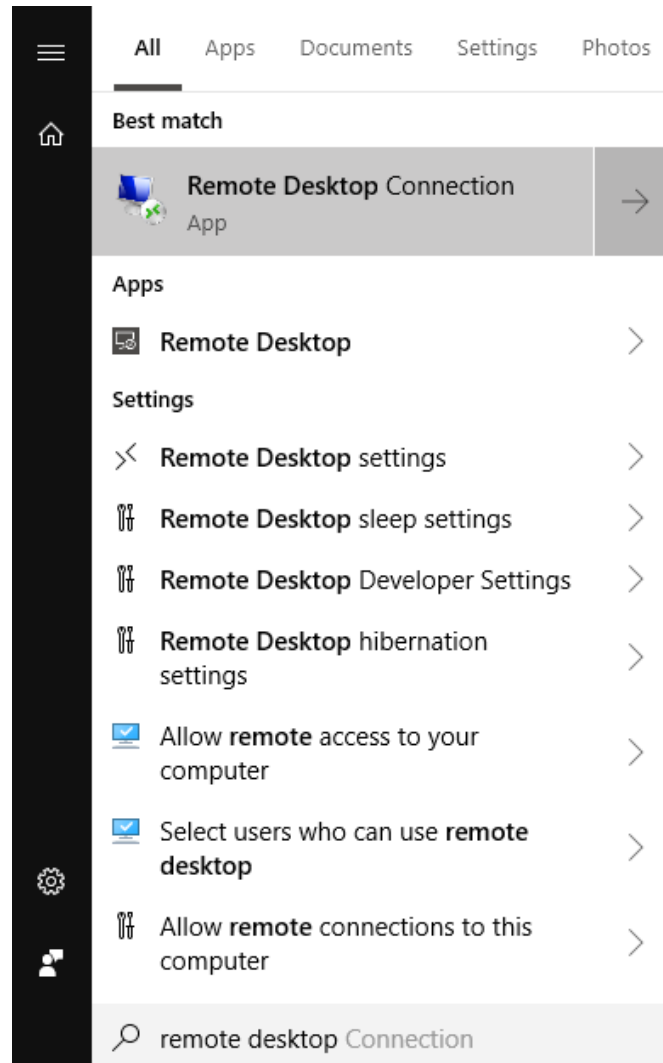 All Apps Documents Settings Photos
Best match
Remote Desktop Connection
App
Apps
Remote Desktop
Settings
Remote Desktop settings
Remote Desktop sleep settings
Remote Desktop Developer Settings
Remote Desktop hibernation
settings
Allow remote access to your
computer
Select users who can use remote
desktop
Allow remote connections to this
computer
remote desktop Connection